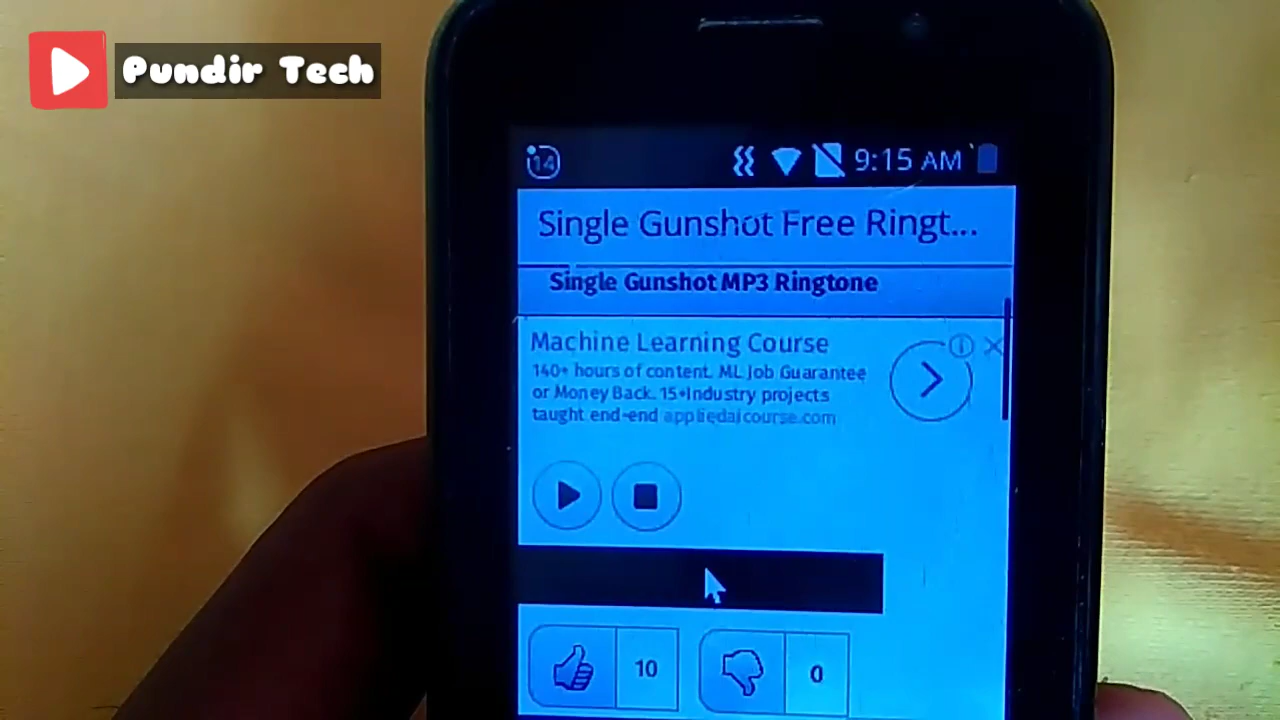 Pundir Tech
14
9:15 AM
Single Gunshot Free Ringt...
Single Gunshot MP3 Ringtone
Machine Learning Course
140+ hours of content. ML Job Guarantee
or Money Back. 15+Industry projects
taught end-end appliedaicourse.com
10
0